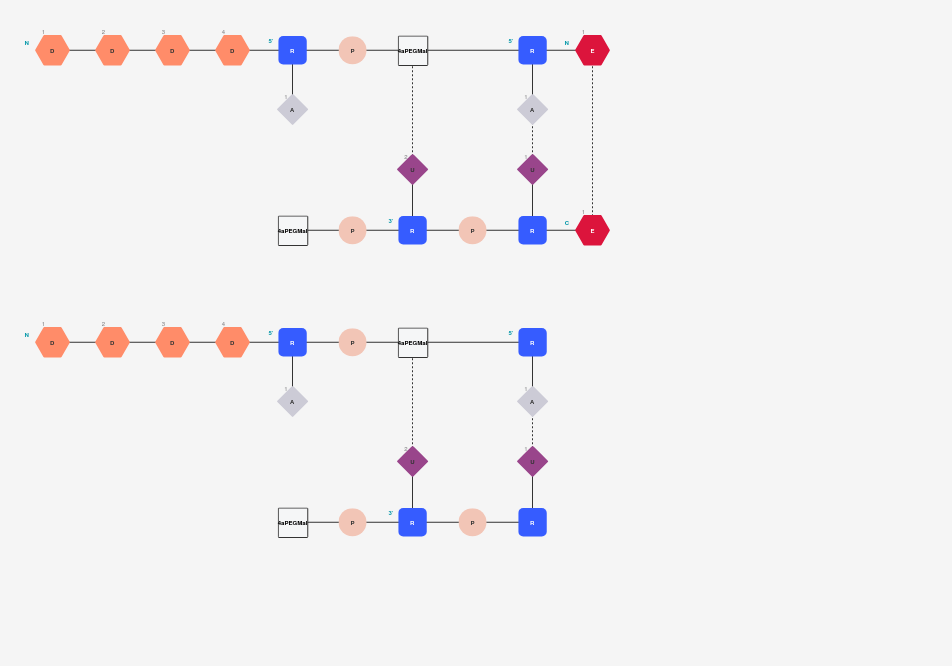 N 1 D 2 D 3 D 4 D 5' R P 4aPEGMal 5' R N 1 E
1 A 1 A
2 U 1 U
4aPEGMal P 3' R P R C 1 E
N 1 D 2 D 3 D 4 D 5' R P 4aPEGMal 5' R
1 A 1 A
2 U 1 U
4aPEGMal P 3' R P R